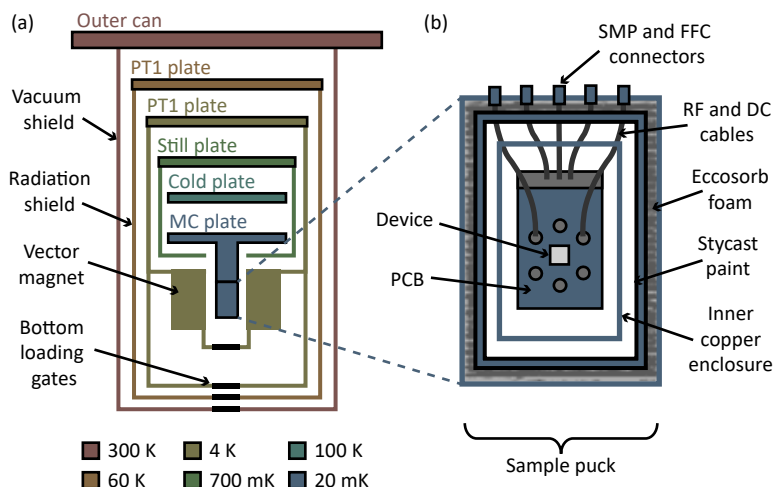 (a)
Outer can
PT1 plate
PT1 plate
Still plate
Cold plate
MC plate
Vacuum
shield
Radiation
shield
Vector
magnet
Bottom
loading
gates
300 K
4 K
100 K
60 K
700 mK
20 mK
(b)
SMP and FFC
connectors
RF and DC
cables
Eccosorb
foam
Device
Stycast
paint
PCB
Inner
copper
enclosure
Sample puck